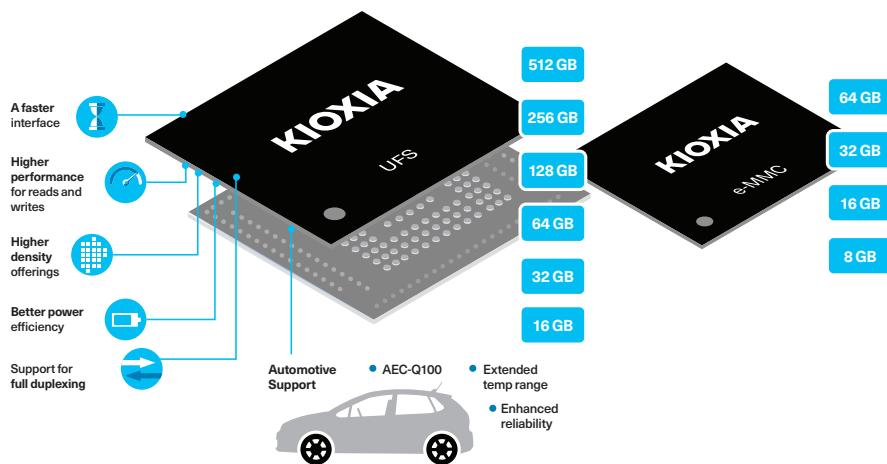 A faster
interface
Higher
performance
for reads and
writes
Higher
density
offerings
Better power
efficiency
Support for
full duplexing
KIOXIA
UFS
512 GB
256 GB
128 GB
64 GB
32 GB
16 GB
KIOXIA
e-MMC
64 GB
32 GB
16 GB
8 GB
Automotive
Support
AEC-Q100
Extended
temp range
Enhanced
reliability